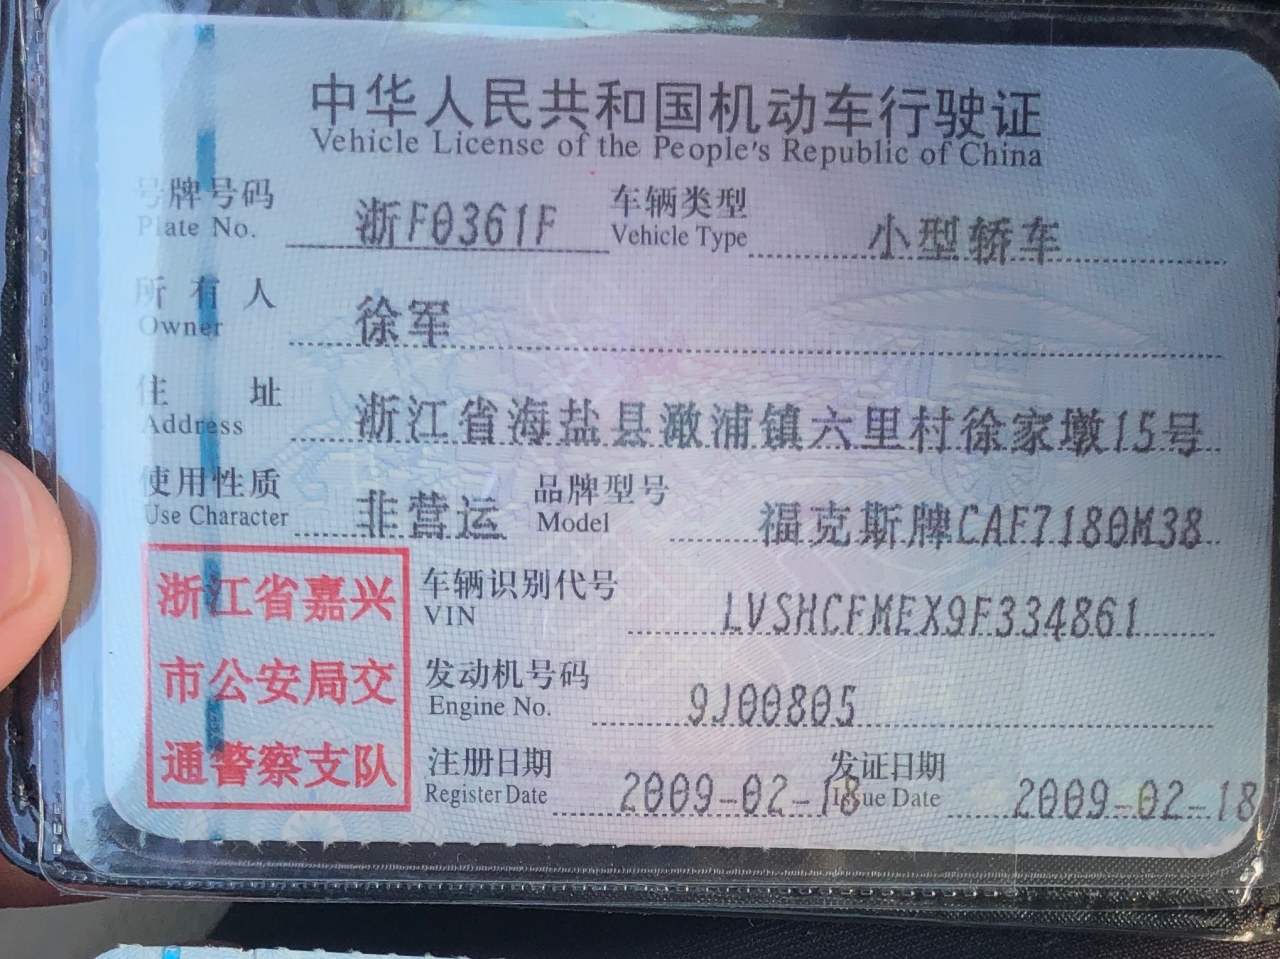 中华人民共和国机动车行驶证
Vehicle License of the People's Republic of China
号牌号码 浙F0361F 车辆类型 小型轿车
Plate No. Vehicle Type
所有人 徐军
Owner
住址 浙江省海盐县澉浦镇六里村徐家墩15号
Address
使用性质 非营运 品牌型号 福克斯牌CAF7180M38
Use Character Model
浙江省嘉兴
市公安局交
通警察支队
车辆识别代号 LVSHCFMEX9F334861
VIN
发动机号码 9J00805
Engine No.
注册日期 2009-02-18 发证日期 2009-02-18
Register Date Issue Date